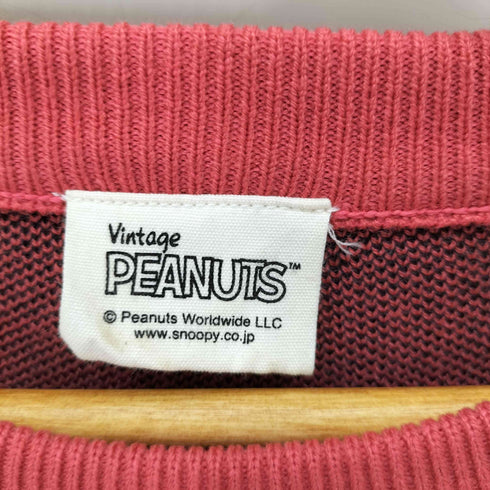 Vintage
PEANUTS™
© Peanuts Worldwide LLC
www.snoopy.co.jp